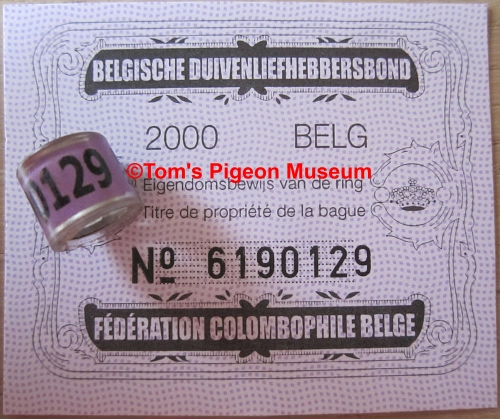 BELGISCHE DUIVENLIEFHEBBERSBOND
2000 BELG
©Tom's Pigeon Museum
Eigendomsbewijs van de ring
Titre de propriété de la bague
0129
Nº 6190129
FÉDÉRATION COLOMBOPHILE BELGE